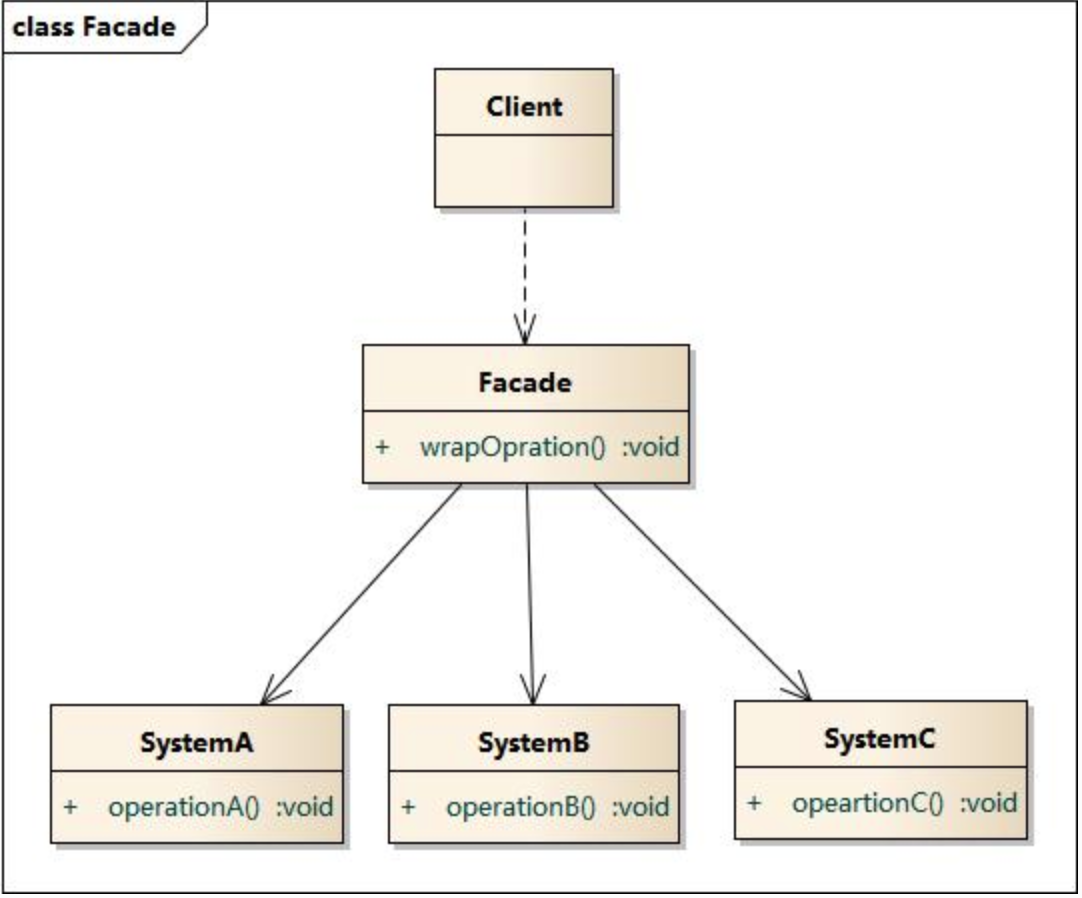 class Facade
Client
Facade
+ wrapOpration() :void
SystemA
+ operationA() :void
SystemB
+ operationB() :void
SystemC
+ opeartionC() :void